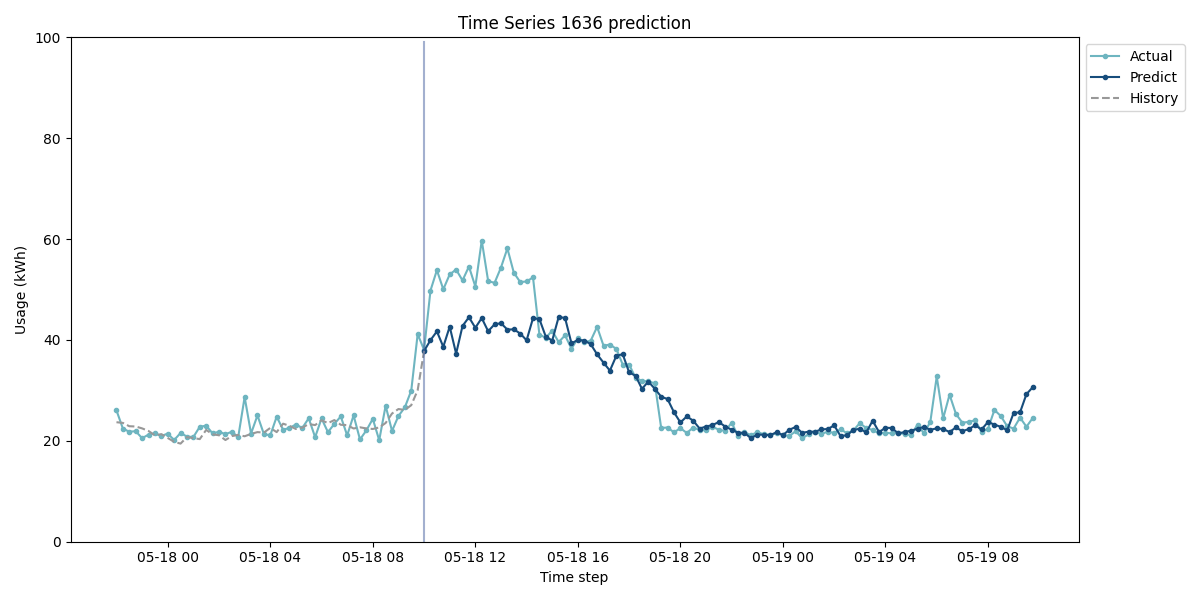 Time Series 1636 prediction
Usage (kWh)
100
80
60
40
20
0
05-18 00
05-18 04
05-18 08
05-18 12
05-18 16
05-18 20
05-19 00
05-19 04
05-19 08
Time step
Actual
Predict
History